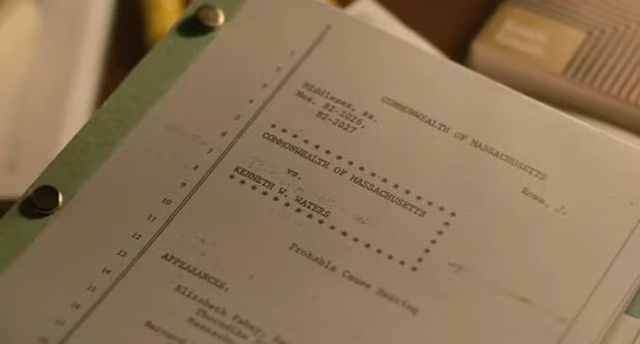 COMMONWEALTH OF MASSACHUSETTS
Middlesex, ss.
Nos. 82-2026,
82-2027
Rowe, J.
* * * * * * * * * * * * * * * *
COMMONWEALTH OF MASSACHUSETTS
vs.
KENNETH W. WATERS
* * * * * * * * * * * * * * * *
Probable Cause Hearing
APPEARANCES:
Elizabeth Fahey,